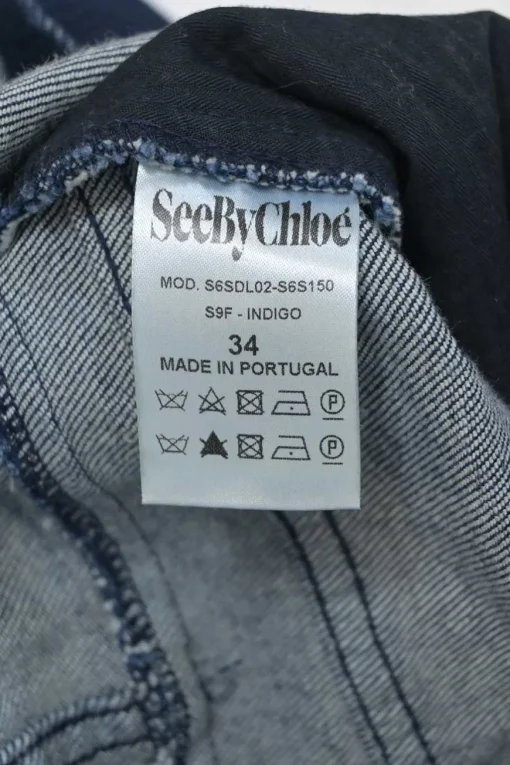 SeeByChloé
MOD. S6SDL02-S6S150
S9F - INDIGO
34
MADE IN PORTUGAL
P
P